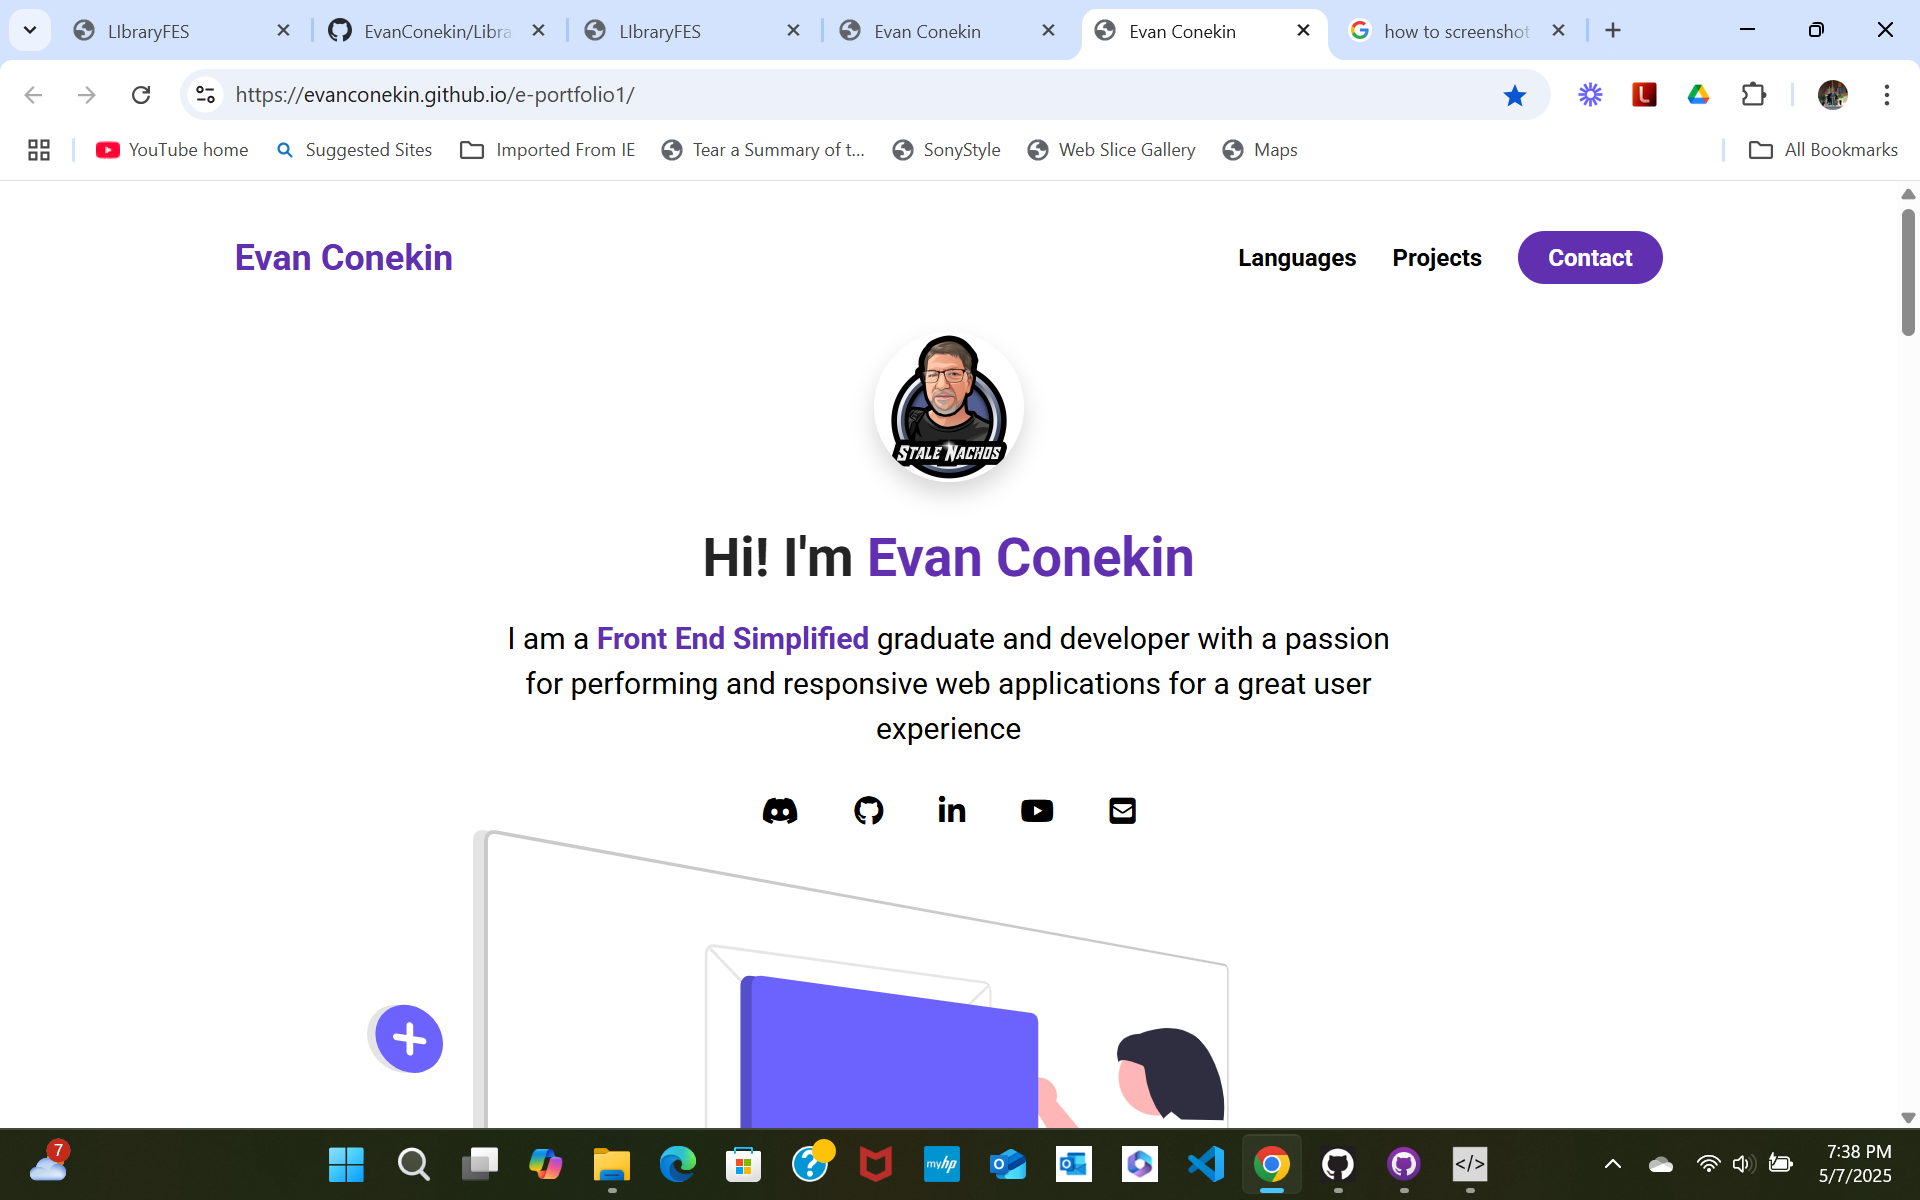 LIbraryFES
EvanConekin/Libra
LIbraryFES
Evan Conekin
Evan Conekin
how to screenshot
https://evanconekin.github.io/e-portfolio1/
YouTube home
Suggested Sites
Imported From IE
Tear a Summary of t...
SonyStyle
Web Slice Gallery
Maps
All Bookmarks
Evan Conekin
Languages
Projects
Contact
STALE NACHOS
Hi! I'm Evan Conekin
I am a Front End Simplified graduate and developer with a passion
for performing and responsive web applications for a great user
experience
7
myhp
7:38 PM
5/7/2025